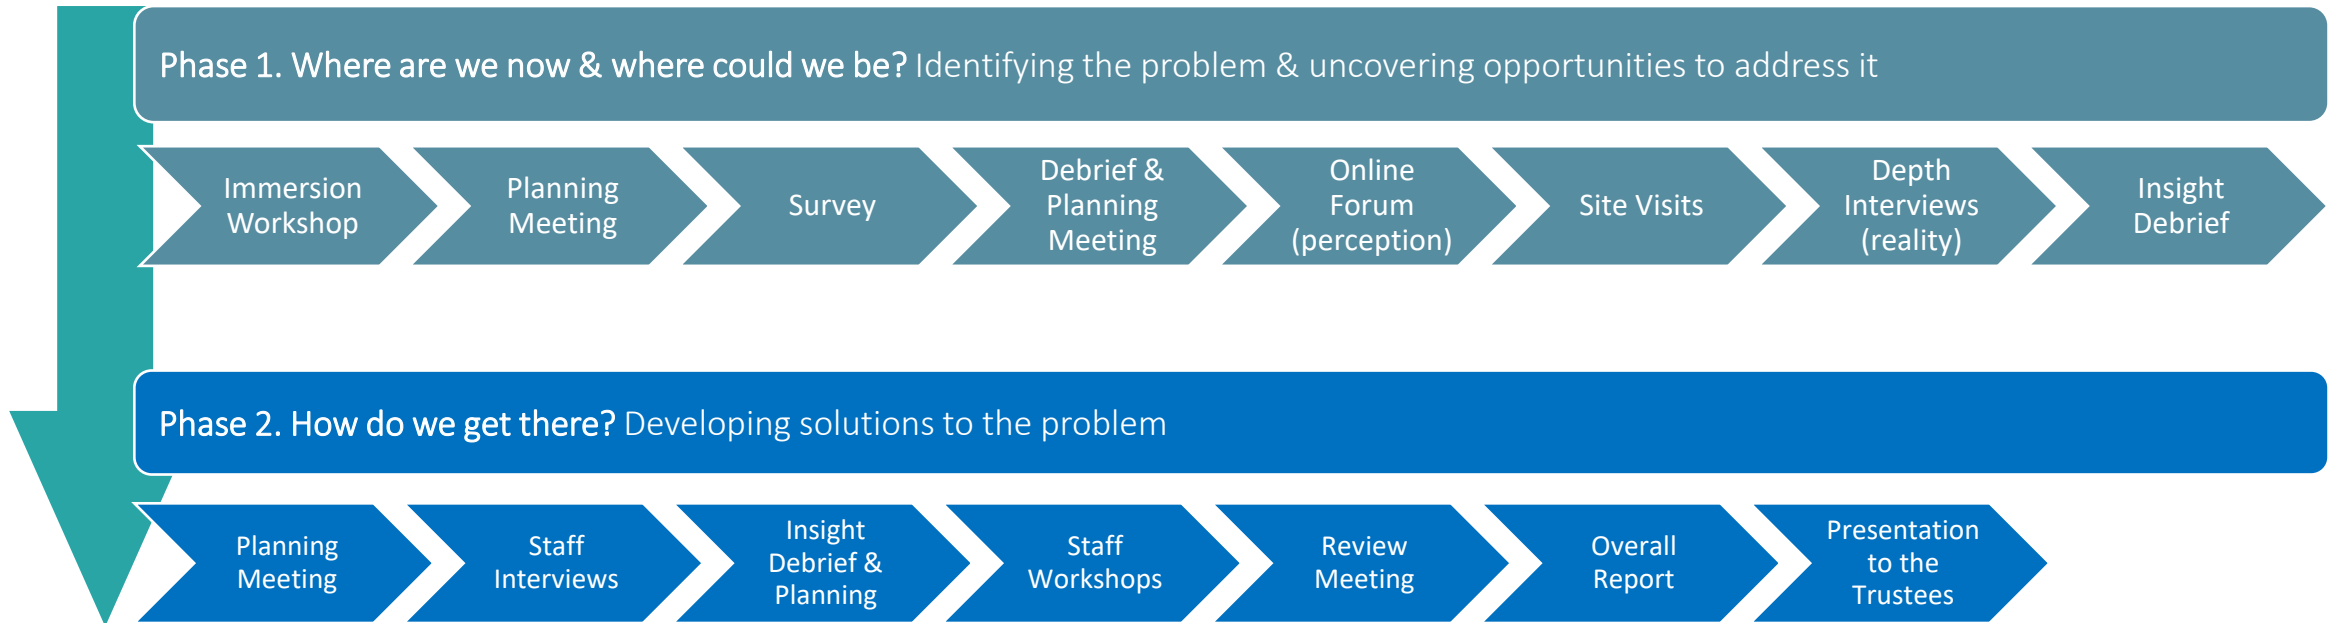 Phase 1. Where are we now & where could we be? Identifying the problem & uncovering opportunities to address it
Immersion
Workshop
Planning
Meeting
Survey
Debrief &
Planning
Meeting
Online
Forum
(perception)
Site Visits
Depth
Interviews
(reality)
Insight
Debrief
Phase 2. How do we get there? Developing solutions to the problem
Planning
Meeting
Staff
Interviews
Insight
Debrief &
Planning
Staff
Workshops
Review
Meeting
Overall
Report
Presentation
to the
Trustees